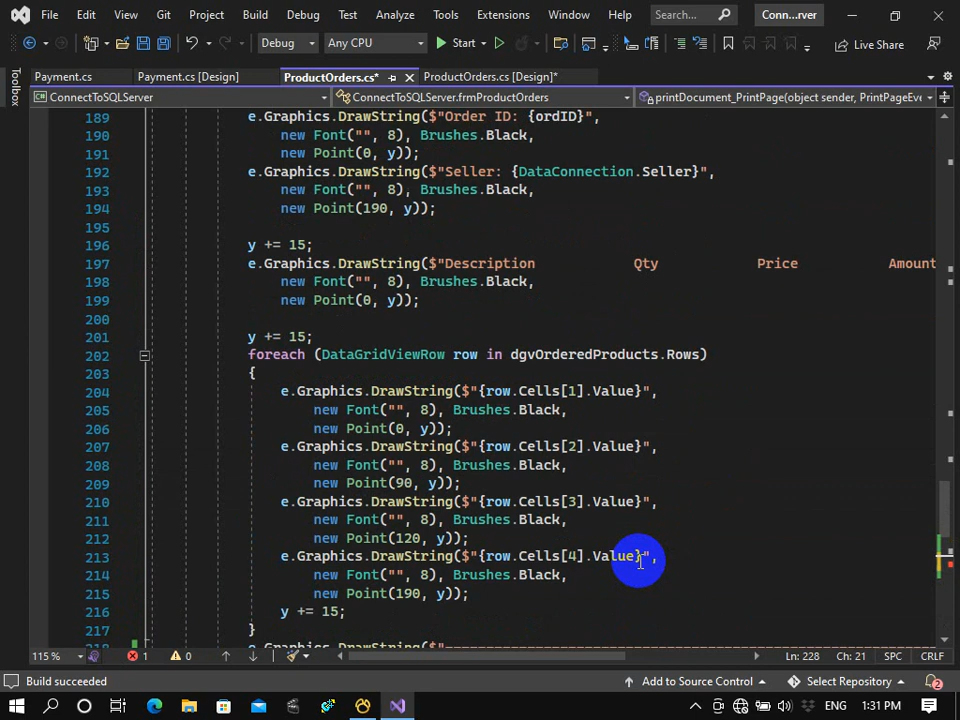 File Edit View Git Project Build Debug Test Analyze Tools Extensions Window Help Search... Conn...rver
Debug Any CPU Start Live Share
Payment.cs Payment.cs [Design] ProductOrders.cs* ProductOrders.cs [Design]*
Toolbox
ConnectToSQLServer ConnectToSQLServer.frmProductOrders printDocument_PrintPage(object sender, PrintPageEve
189 e.Graphics.DrawString($"Order ID: {ordID}",
190 new Font("", 8), Brushes.Black,
191 new Point(0, y));
192 e.Graphics.DrawString($"Seller: {DataConnection.Seller}",
193 new Font("", 8), Brushes.Black,
194 new Point(190, y));
195
196 y += 15;
197 e.Graphics.DrawString($"Description Qty Price Amount
198 new Font("", 8), Brushes.Black,
199 new Point(0, y));
200
201 y += 15;
202 foreach (DataGridViewRow row in dgvOrderedProducts.Rows)
203 {
204 e.Graphics.DrawString($"{row.Cells[1].Value}",
205 new Font("", 8), Brushes.Black,
206 new Point(0, y));
207 e.Graphics.DrawString($"{row.Cells[2].Value}",
208 new Font("", 8), Brushes.Black,
209 new Point(90, y));
210 e.Graphics.DrawString($"{row.Cells[3].Value}",
211 new Font("", 8), Brushes.Black,
212 new Point(120, y));
213 e.Graphics.DrawString($"{row.Cells[4].Value}",
214 new Font("", 8), Brushes.Black,
215 new Point(190, y));
216 y += 15;
217 }
115 % 1 0 Ln: 228 Ch: 21 SPC CRLF
Build succeeded Add to Source Control Select Repository 2
ENG 1:31 PM